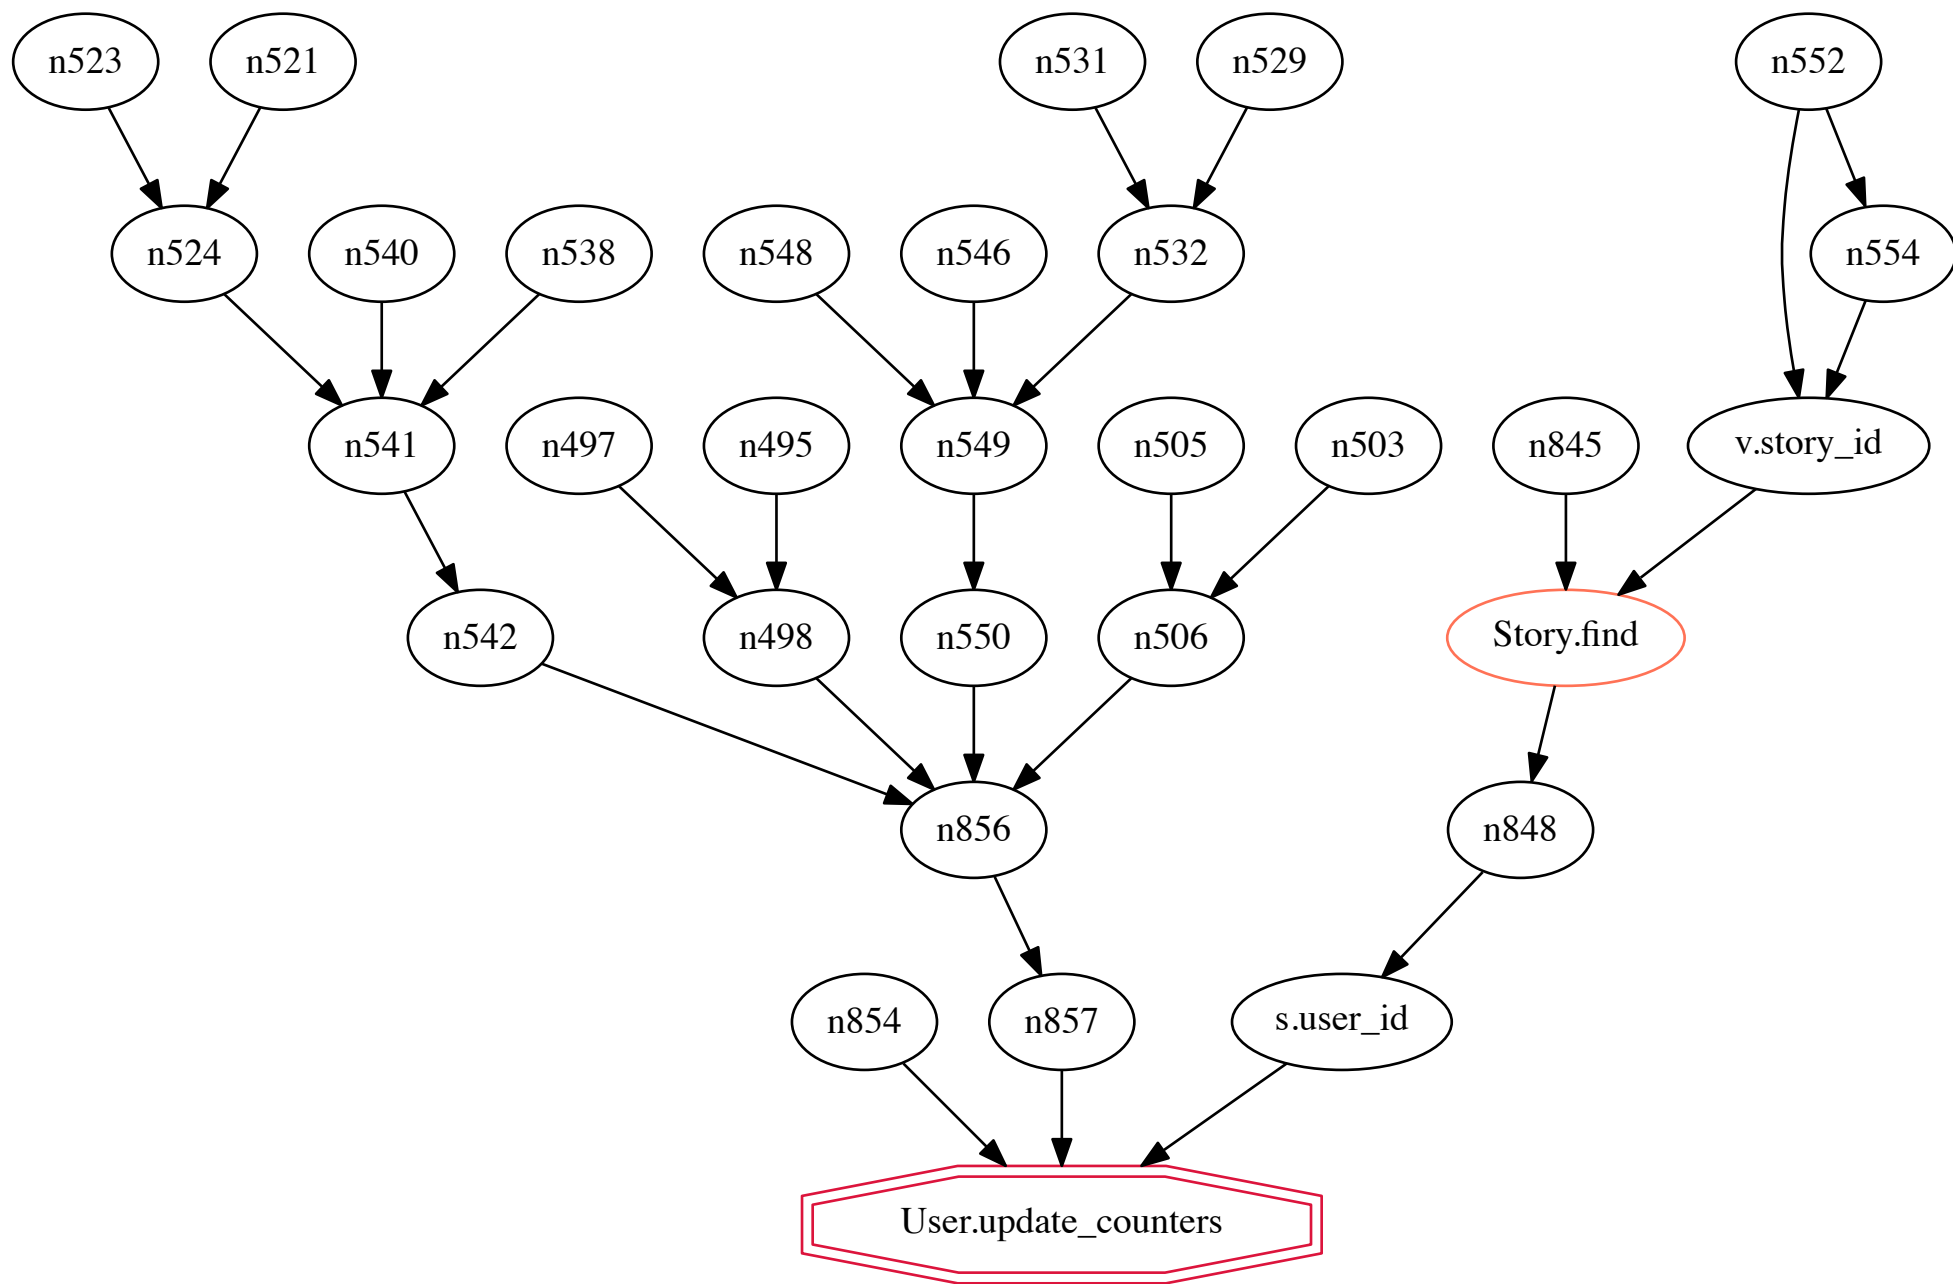 n523
n521
n531
n529
n552
n524
n540
n538
n548
n546
n532
n554
n541
n497
n495
n549
n505
n503
n845
v.story_id
n542
n498
n550
n506
Story.find
n856
n848
n854
n857
s.user_id
User.update_counters